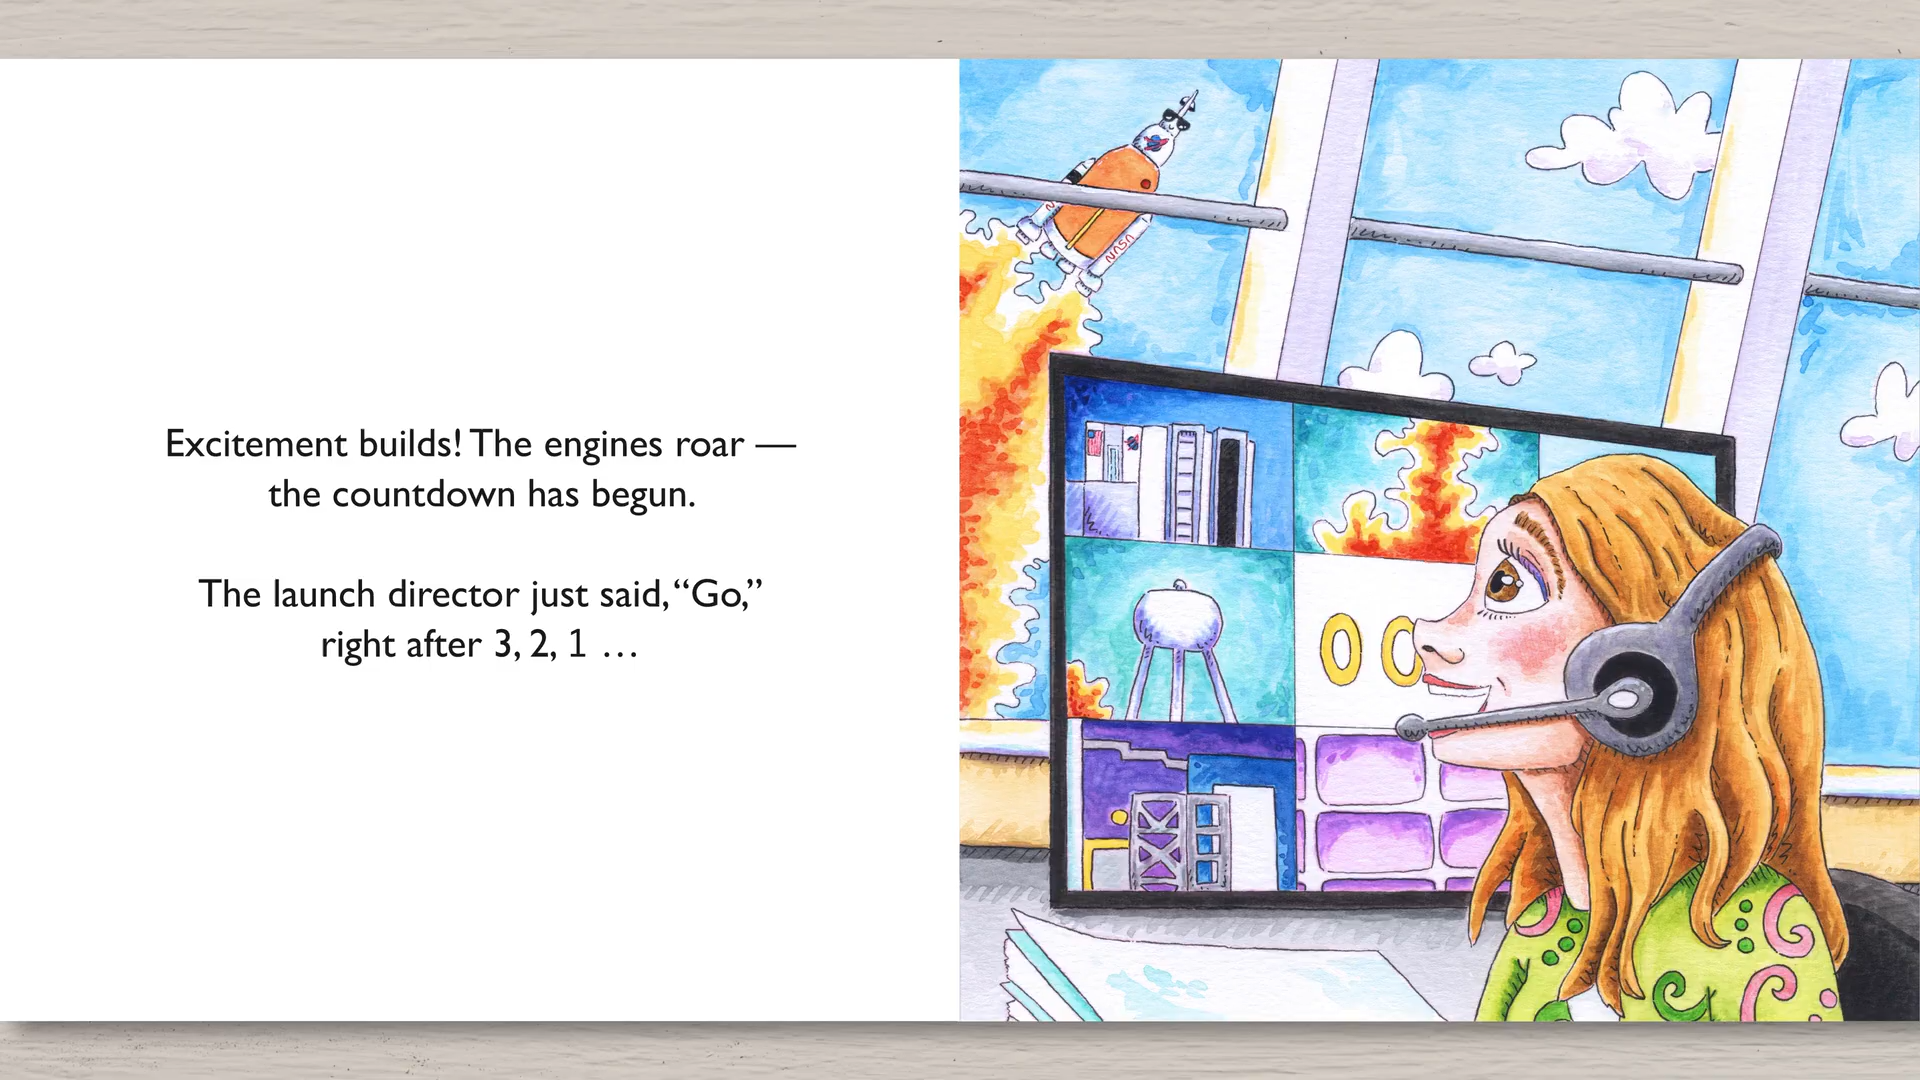 Excitement builds! The engines roar —
the countdown has begun.
The launch director just said, “Go,”
right after 3, 2, 1 …
NASA
00